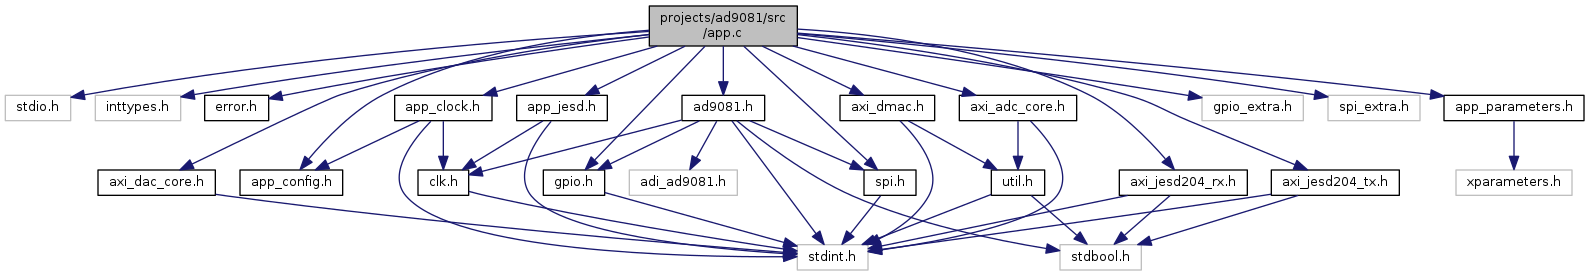 projects/ad9081/src
/app.c
stdio.h
inttypes.h
error.h
app_clock.h
app_jesd.h
ad9081.h
axi_dmac.h
axi_adc_core.h
gpio_extra.h
spi_extra.h
app_parameters.h
axi_dac_core.h
app_config.h
clk.h
gpio.h
adi_ad9081.h
spi.h
util.h
axi_jesd204_rx.h
axi_jesd204_tx.h
xparameters.h
stdint.h
stdbool.h